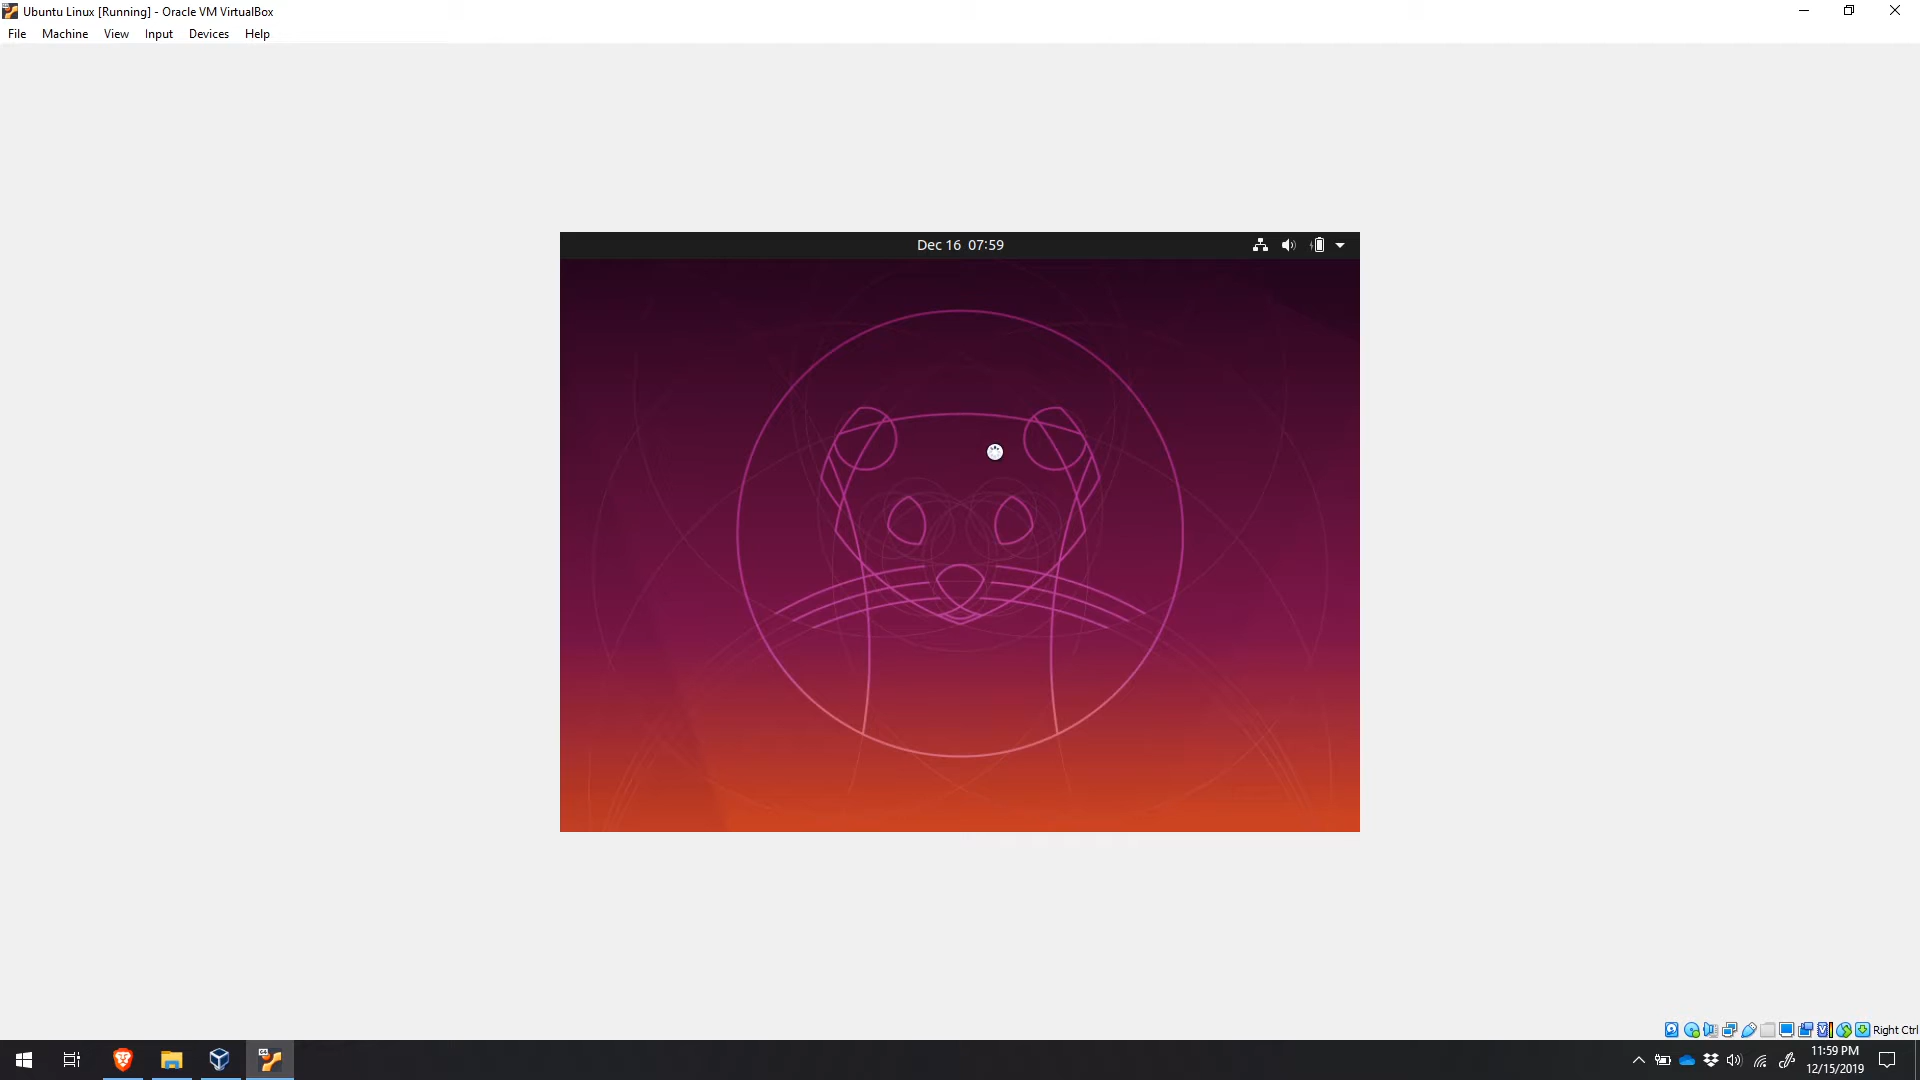 Ubuntu Linux [Running] - Oracle VM VirtualBox
File Machine View Input Devices Help
Dec 16 07:59
Right Ctrl
11:59 PM
12/15/2019